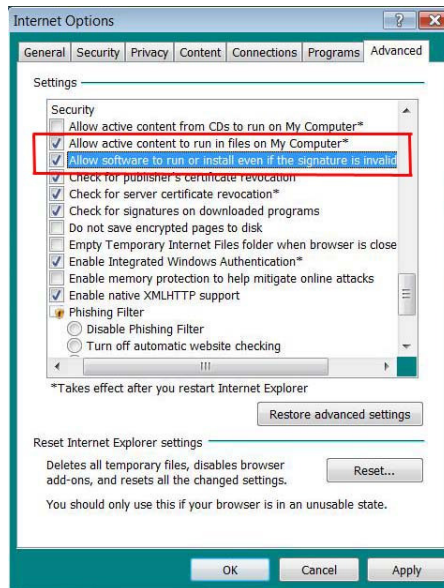 Internet Options
General Security Privacy Content Connections Programs Advanced
Settings
Security
Allow active content from CDs to run on My Computer*
Allow active content to run in files on My Computer*
Allow software to run or install even if the signature is invalid
Check for publisher's certificate revocation
Check for server certificate revocation*
Check for signatures on downloaded programs
Do not save encrypted pages to disk
Empty Temporary Internet Files folder when browser is close
Enable Integrated Windows Authentication*
Enable memory protection to help mitigate online attacks
Enable native XMLHTTP support
Phishing Filter
Disable Phishing Filter
Turn off automatic website checking
*Takes effect after you restart Internet Explorer
Restore advanced settings
Reset Internet Explorer settings
Deletes all temporary files, disables browser
add-ons, and resets all the changed settings.
Reset...
You should only use this if your browser is in an unusable state.
OK Cancel Apply